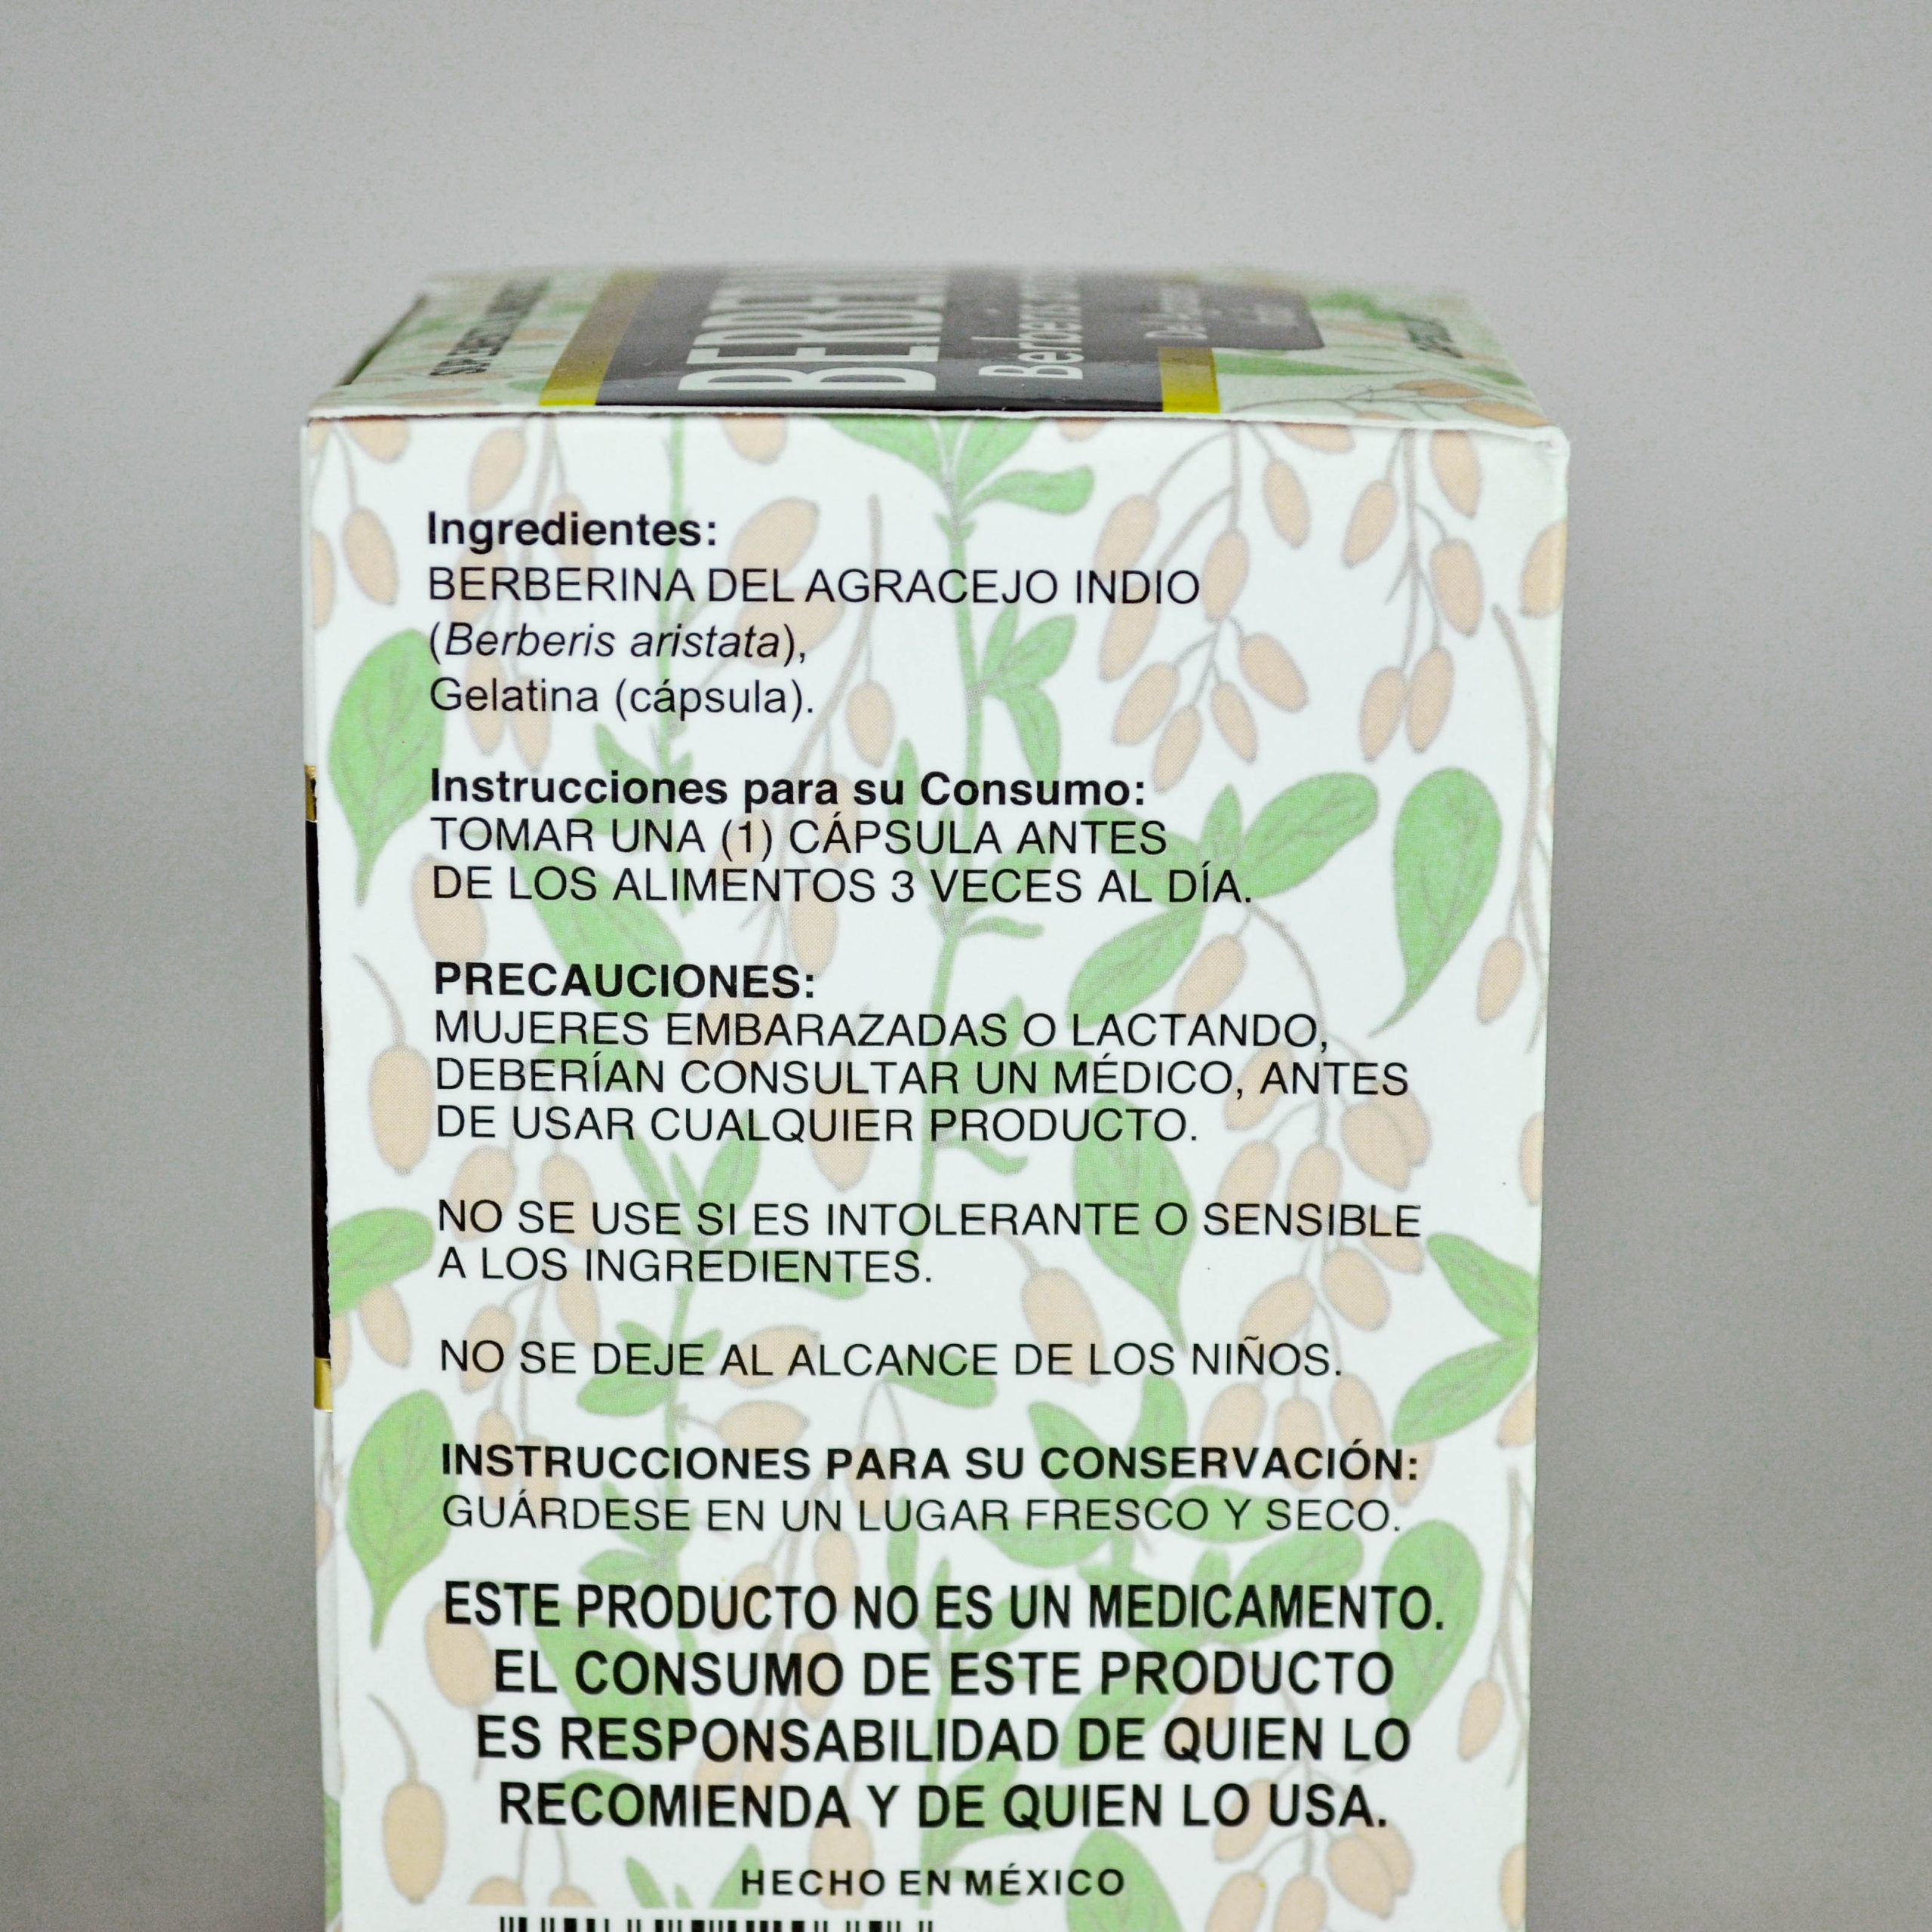 Ingredientes:
BERBERINA DEL AGRACEJO INDIO
(Berberis aristata),
Gelatina (cápsula).
Instrucciones para su Consumo:
TOMAR UNA (1) CÁPSULA ANTES
DE LOS ALIMENTOS 3 VECES AL DÍA.
PRECAUCIONES:
MUJERES EMBARAZADAS O LACTANDO,
DEBERÍAN CONSULTAR UN MÉDICO, ANTES
DE USAR CUALQUIER PRODUCTO.
NO SE USE SI ES INTOLERANTE O SENSIBLE
A LOS INGREDIENTES.
NO SE DEJE AL ALCANCE DE LOS NIÑOS.
INSTRUCCIONES PARA SU CONSERVACIÓN:
GUÁRDESE EN UN LUGAR FRESCO Y SECO.
ESTE PRODUCTO NO ES UN MEDICAMENTO.
EL CONSUMO DE ESTE PRODUCTO
ES RESPONSABILIDAD DE QUIEN LO
RECOMIENDA Y DE QUIEN LO USA.
HECHO EN MÉXICO